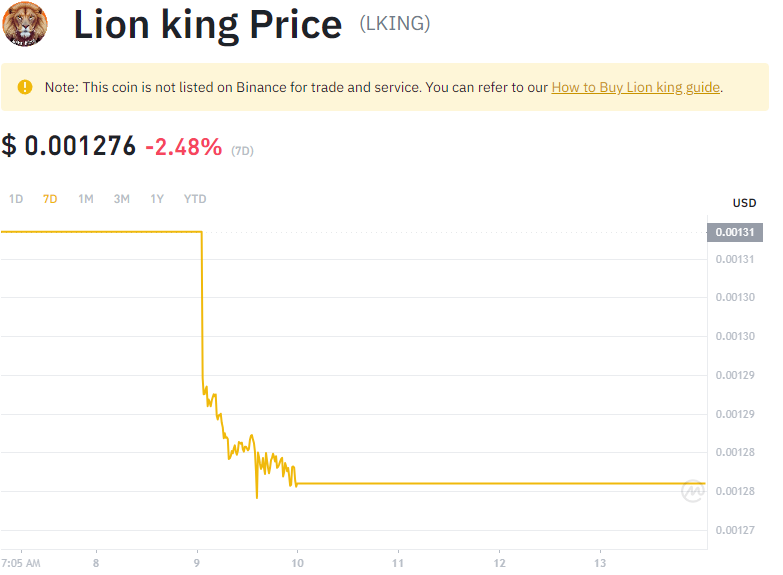 Lion king Price (LKING)
Note: This coin is not listed on Binance for trade and service. You can refer to our How to Buy Lion king guide.
$ 0.001276 -2.48% (7D)
1D 7D 1M 3M 1Y YTD
USD
0.00131
0.00131
0.00130
0.00130
0.00129
0.00129
0.00128
0.00128
0.00127
7:05 AM 8 9 10 11 12 13